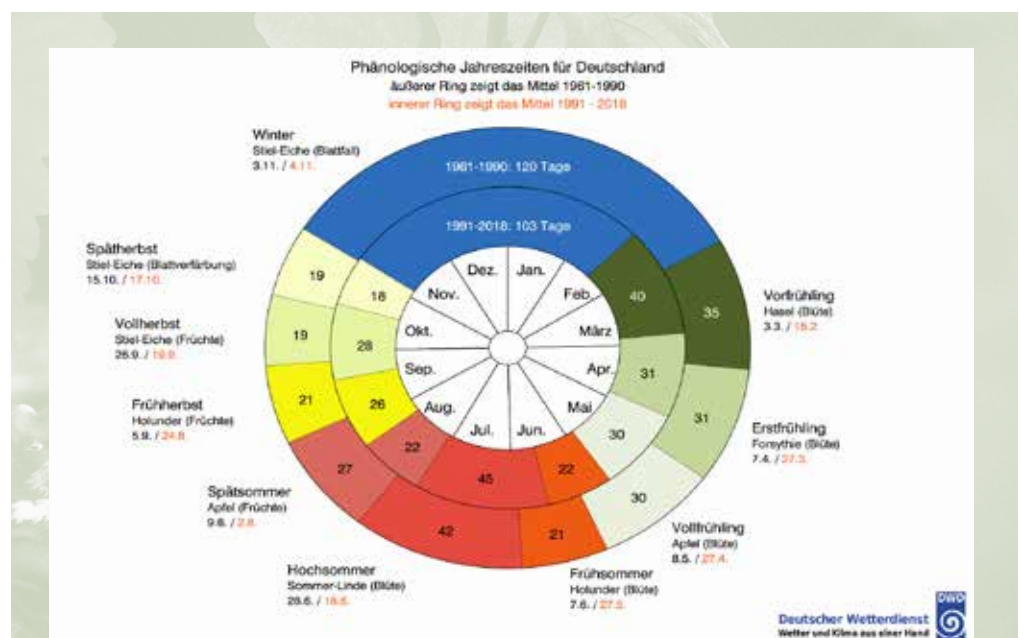 Phänologische Jahreszeiten für Deutschland
äußerer Ring zeigt das Mittel 1961-1990
innerer Ring zeigt das Mittel 1991 - 2018
Winter
Stiel-Eiche (Blattfall)
3.11. / 4.11.
1961-1990: 120 Tage
1991-2018: 103 Tage
Spätherbst
Stiel-Eiche (Blattverfärbung)
15.10. / 17.10.
19
18
Vollherbst
Stiel-Eiche (Früchte)
26.9. / 19.9.
19
28
Frühherbst
Holunder (Früchte)
5.9. / 24.8.
21
26
Spätsommer
Apfel (Früchte)
9.8. / 2.8.
27
22
Hochsommer
Sommer-Linde (Blüte)
28.6. / 18.6.
42
45
Frühsommer
Holunder (Blüte)
7.6. / 27.5.
21
22
Vollfrühling
Apfel (Blüte)
8.5. / 27.4.
30
30
Erstfrühling
Forsythie (Blüte)
7.4. / 27.3.
31
31
Vorfrühling
Hasel (Blüte)
3.3. /
35
40
Dez.
Jan.
Nov.
Feb.
Okt.
März
Sep.
Apr.
Aug.
Mai
Jul.
Jun.
Deutscher Wetterdienst
Wetter und Klima aus einer Hand
DWD